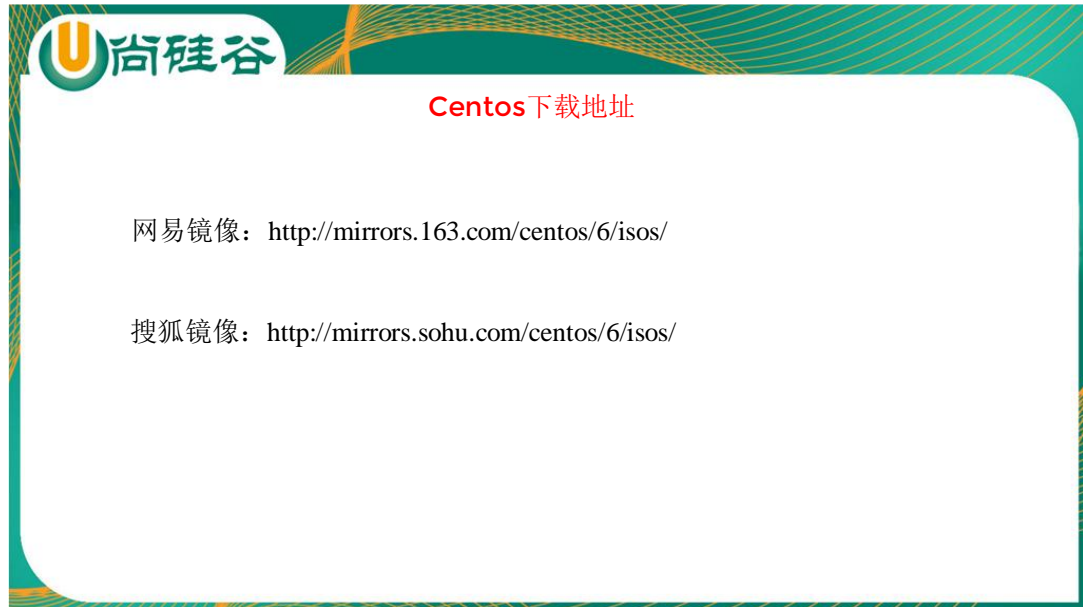 尚硅谷
Centos下载地址
网易镜像：http://mirrors.163.com/centos/6/isos/
搜狐镜像：http://mirrors.sohu.com/centos/6/isos/